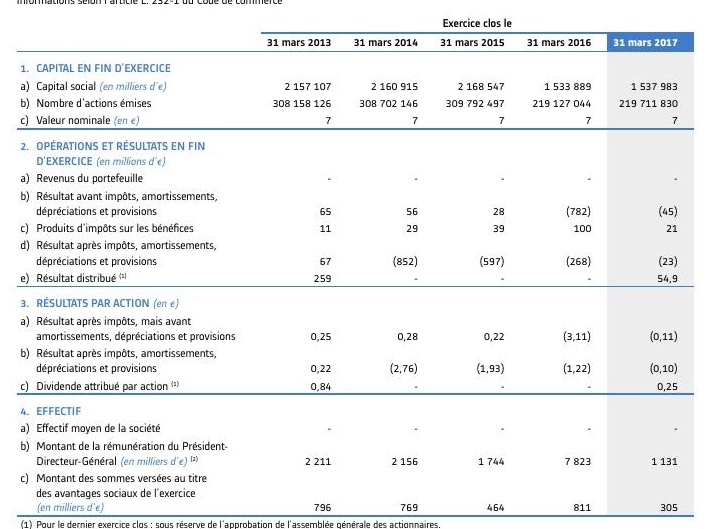 Informations selon l'article L. 232-1 du Code de commerce
Exercice clos le
31 mars 2013 31 mars 2014 31 mars 2015 31 mars 2016 31 mars 2017
1. CAPITAL EN FIN D'EXERCICE
a) Capital social (en milliers d'€) 2 157 107 2 160 915 2 168 547 1 533 889 1 537 983
b) Nombre d'actions émises 308 158 126 308 702 146 309 792 497 219 127 044 219 711 830
c) Valeur nominale (en €) 7 7 7 7 7
2. OPÉRATIONS ET RÉSULTATS EN FIN
D'EXERCICE (en millions d'€)
a) Revenus du portefeuille - - - - -
b) Résultat avant impôts, amortissements,
dépréciations et provisions 65 56 28 (782) (45)
c) Produits d'impôts sur les bénéfices 11 29 39 100 21
d) Résultat après impôts, amortissements,
dépréciations et provisions 67 (852) (597) (268) (23)
e) Résultat distribué (1) 259 - - - 54,9
3. RÉSULTATS PAR ACTION (en €)
a) Résultat après impôts, mais avant
amortissements, dépréciations et provisions 0,25 0,28 0,22 (3,11) (0,11)
b) Résultat après impôts, amortissements,
dépréciations et provisions 0,22 (2,76) (1,93) (1,22) (0,10)
c) Dividende attribué par action (1) 0,84 - - - 0,25
4. EFFECTIF
a) Effectif moyen de la société - - - - -
b) Montant de la rémunération du Président-
Directeur-Général (en milliers d'€) (2) 2 211 2 156 1 744 7 823 1 131
c) Montant des sommes versées au titre
des avantages sociaux de l'exercice
(en milliers d'€) 796 769 464 811 305
(1) Pour le dernier exercice clos : sous réserve de l'approbation de l'assemblée générale des actionnaires.